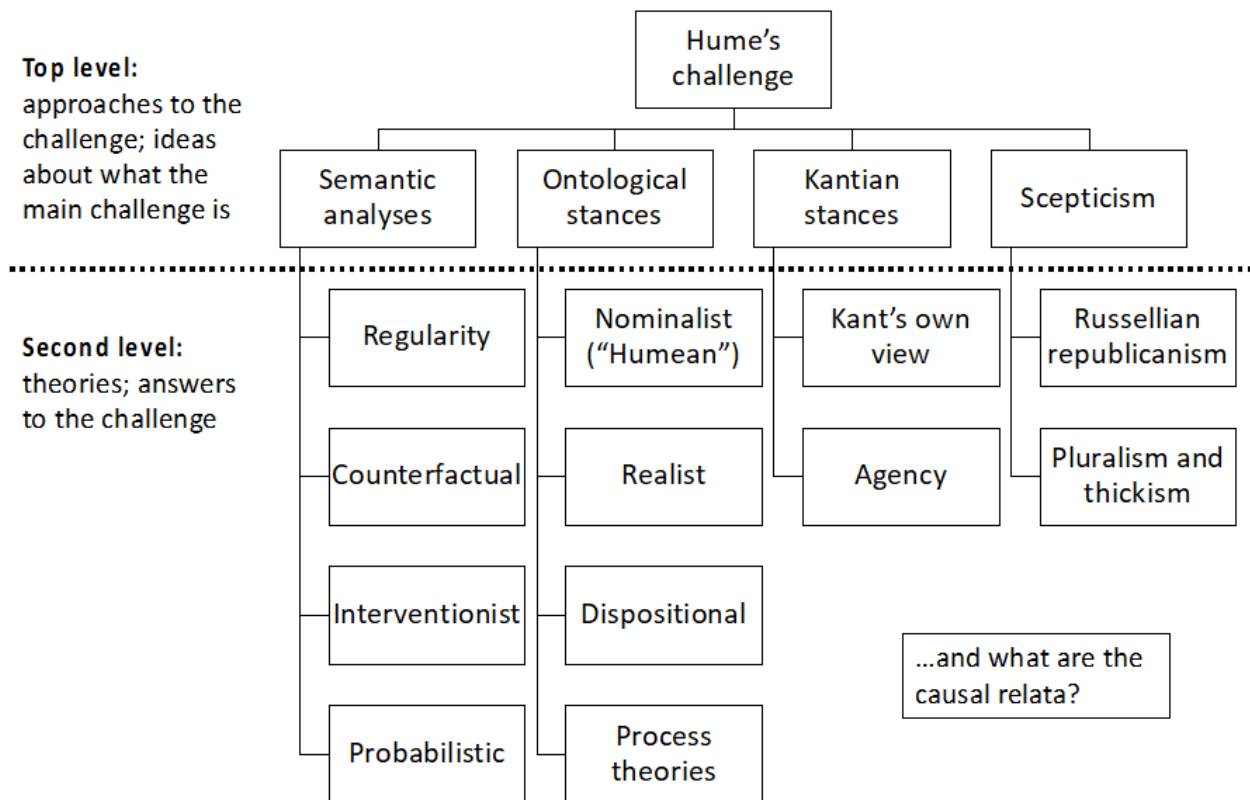 Hume’s
challenge
Top level:
approaches to the
challenge; ideas
about what the
main challenge is
Semantic
analyses
Ontological
stances
Kantian
stances
Scepticism
Second level:
theories; answers
to the challenge
Regularity
Nominalist
(“Humean”)
Kant’s own
view
Russellian
republicanism
Counterfactual
Realist
Agency
Pluralism and
thickism
Interventionist
Dispositional
...and what are the
causal relata?
Probabilistic
Process
theories